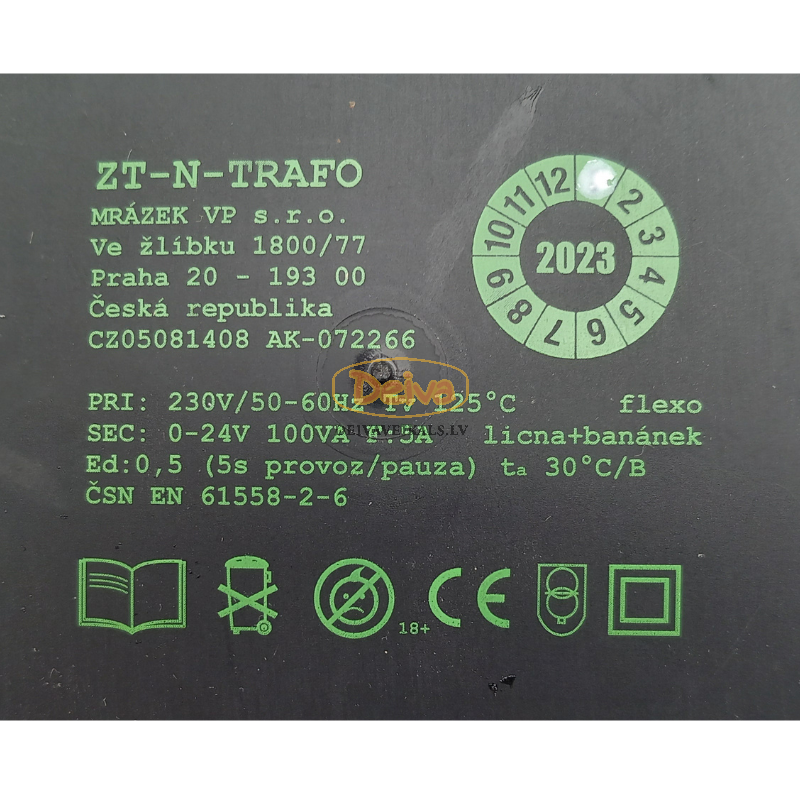 ZT-N-TRAFO
MRÁZEK VP s.r.o.
Ve žlíbku 1800/77
Praha 20 - 193 00
Česká republika
CZ05081408 AK-072266
12 2 3 4 5 6 7 8 9 10 11
2023
PRI: 230V/50-60Hz TV 125°C flexo
SEC: 0-24V 100VA 5A licna+banánek
Ed:0,5 (5s provoz/pauza) ta 30°C/B
ČSN EN 61558-2-6
Deiva
DEIVAVEIKALS.LV
18+
CE